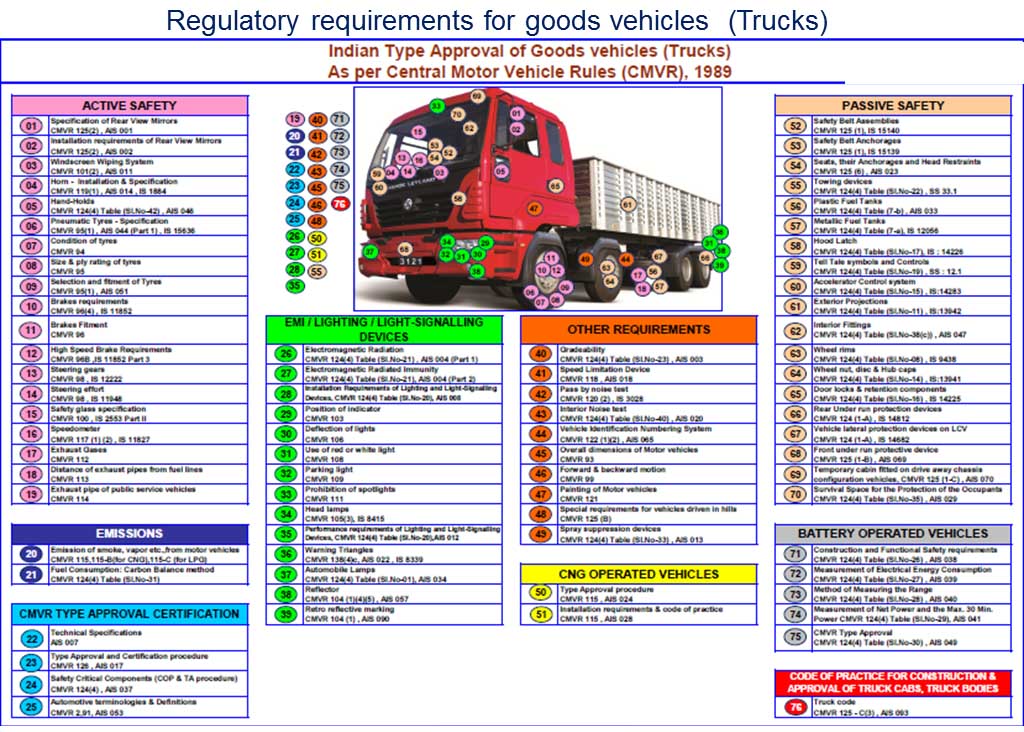 Regulatory requirements for goods vehicles (Trucks)
Indian Type Approval of Goods vehicles (Trucks)
As per Central Motor Vehicle Rules (CMVR), 1989
ACTIVE SAFETY
01 Specification of Rear View Mirrors
CMVR 125(2) , AIS 001
02 Installation requirements of Rear View Mirrors
CMVR 125(2) , AIS 002
03 Windscreen Wiping System
CMVR 101(2) , AIS 011
04 Horn - Installation & Specification
CMVR 119(1) , AIS 014 , IS 1884
05 Hand-Holds
CMVR 124(4) Table (Sl.No-42) , AIS 046
06 Pneumatic Tyres - Specification
CMVR 95(1) , AIS 044 (Part 1) , IS 15636
07 Condition of tyres
CMVR 94
08 Size & ply rating of tyres
CMVR 95
09 Selection and fitment of Tyres
CMVR 95(1) , AIS 051
10 Brakes requirements
CMVR 96(4) , IS 11852
11 Brakes Fitment
CMVR 96
12 High Speed Brake Requirements
CMVR 96B ,IS 11852 Part 3
13 Steering gears
CMVR 98 , IS 12222
14 Steering effort
CMVR 98 , IS 11948
15 Safety glass specification
CMVR 100 , IS 2553 Part II
16 Speedometer
CMVR 117 (1) (2) , IS 11827
17 Exhaust Gases
CMVR 112
18 Distance of exhaust pipes from fuel lines
CMVR 113
19 Exhaust pipe of public service vehicles
CMVR 114
EMISSIONS
20 Emission of smoke, vapor etc.,from motor vehicles
CMVR 115,115-B(for CNG),115-C (for LPG)
21 Fuel Consumption: Carbon Balance method
CMVR 124(4) Table (Sl.No-31)
CMVR TYPE APPROVAL CERTIFICATION
22 Technical Specifications
AIS 007
23 Type Approval and Certification procedure
CMVR 126 , AIS 017
24 Safety Critical Components (COP & TA procedure)
CMVR 124(4) , AIS 037
25 Automotive terminologies & Definitions
CMVR 2,91, AIS 053
19 40 71
20 41 72
21 42 73
22 43 74
23 45 75
24 46 76
25 48
26 50
27 51
28 55
35
ASHOK LEYLAND
3121
EMI / LIGHTING / LIGHT-SIGNALLING
DEVICES
26 Electromagnetic Radiation
CMVR 124(4) Table (Sl.No-21) , AIS 004 (Part 1)
27 Electromagnetic Radiated Immunity
CMVR 124(4) Table (Sl.No-21), AIS 004 (Part 2)
28 Installation Requirements of Lighting and Light-Signalling
Devices, CMVR 124(4) Table (Sl.No-20), AIS 008
29 Position of indicator
CMVR 103
30 Deflection of lights
CMVR 106
31 Use of red or white light
CMVR 108
32 Parking light
CMVR 109
33 Prohibition of spotlights
CMVR 111
34 Head lamps
CMVR 105(3), IS 8415
35 Performance requirements of Lighting and Light-Signalling
Devices, CMVR 124(4) Table (Sl.No-20),AIS 012
36 Warning Triangles
CMVR 138(4)c, AIS 022 , IS 8339
37 Automobile Lamps
CMVR 124(4) Table (Sl.No-01), AIS 034
38 Reflector
CMVR 104 (1)(4)(5) , AIS 057
39 Retro reflective marking
CMVR 104 (1) , AIS 090
OTHER REQUIREMENTS
40 Gradeability
CMVR 124(4) Table (Sl.No-23) , AIS 003
41 Speed Limitation Device
CMVR 118 , AIS 018
42 Pass by noise test
CMVR 120 (2) , IS 3028
43 Interior Noise test
CMVR 124(4) Table (Sl.No-40) , AIS 020
44 Vehicle Identification Numbering System
CMVR 122 (1)(2) , AIS 065
45 Overall dimensions of Motor vehicles
CMVR 93
46 Forward & backward motion
CMVR 99
47 Painting of Motor vehicles
CMVR 121
48 Special requirements for vehicles driven in hills
CMVR 125 (B)
49 Spray suppression devices
CMVR 124(4) Table (Sl.No-33) , AIS 013
CNG OPERATED VEHICLES
50 Type Approval procedure
CMVR 115 , AIS 024
51 Installation requirements & code of practice
CMVR 115 , AIS 028
PASSIVE SAFETY
52 Safety Belt Assemblies
CMVR 125 (1), IS 15140
53 Safety Belt Anchorages
CMVR 125 (1), IS 15139
54 Seats, their Anchorages and Head Restraints
CMVR 125 (6) , AIS 023
55 Towing devices
CMVR 124(4) Table (Sl.No-22) , SS 33.1
56 Plastic Fuel Tanks
CMVR 124(4) Table (7-b) , AIS 033
57 Metallic Fuel Tanks
CMVR 124(4) Table (7-a), IS 12056
58 Hood Latch
CMVR 124(4) Table (Sl.No-17), IS : 14226
59 Tell Tale symbols and Controls
CMVR 124(4) Table (Sl.No-19) , SS : 12.1
60 Accelerator Control system
CMVR 124(4) Table (Sl.No-15) , IS:14283
61 Exterior Projections
CMVR 124(4) Table (Sl.No-11) , IS:13942
62 Interior Fittings
CMVR 124(4) Table (Sl.No-38(c)) , AIS 047
63 Wheel rims
CMVR 124(4) Table (Sl.No-08) , IS 9438
64 Wheel nut, disc & Hub caps
CMVR 124(4) Table (Sl.No-14) , IS:13941
65 Door locks & retention components
CMVR 124(4) Table (Sl.No-16) , IS 14225
66 Rear Under run protection devices
CMVR 124 (1-A) , IS 14812
67 Vehicle lateral protection devices on LCV
CMVR 124 (1-A) , IS 14682
68 Front under run protective device
CMVR 125 (1-B) , AIS 069
69 Temporary cabin fitted on drive away chassis
configuration vehicles, CMVR 125 (1-C) , AIS 070
70 Survival Space for the Protection of the Occupants
CMVR 124(4) Table (Sl.No-35) , AIS 029
BATTERY OPERATED VEHICLES
71 Construction and Functional Safety requirements
CMVR 124(4) Table (Sl.No-26) , AIS 038
72 Measurement of Electrical Energy Consumption
CMVR 124(4) Table (Sl.No-27) , AIS 039
73 Method of Measuring the Range
CMVR 124(4) Table (Sl.No-28) , AIS 040
74 Measurement of Net Power and the Max. 30 Min.
Power CMVR 124(4) Table (Sl.No-29), AIS 041
75 CMVR Type Approval
CMVR 124(4) Table (Sl.No-30) , AIS 049
CODE OF PRACTICE FOR CONSTRUCTION &
APPROVAL OF TRUCK CABS, TRUCK BODIES
76 Truck code
CMVR 125 - C(3) , AIS 093